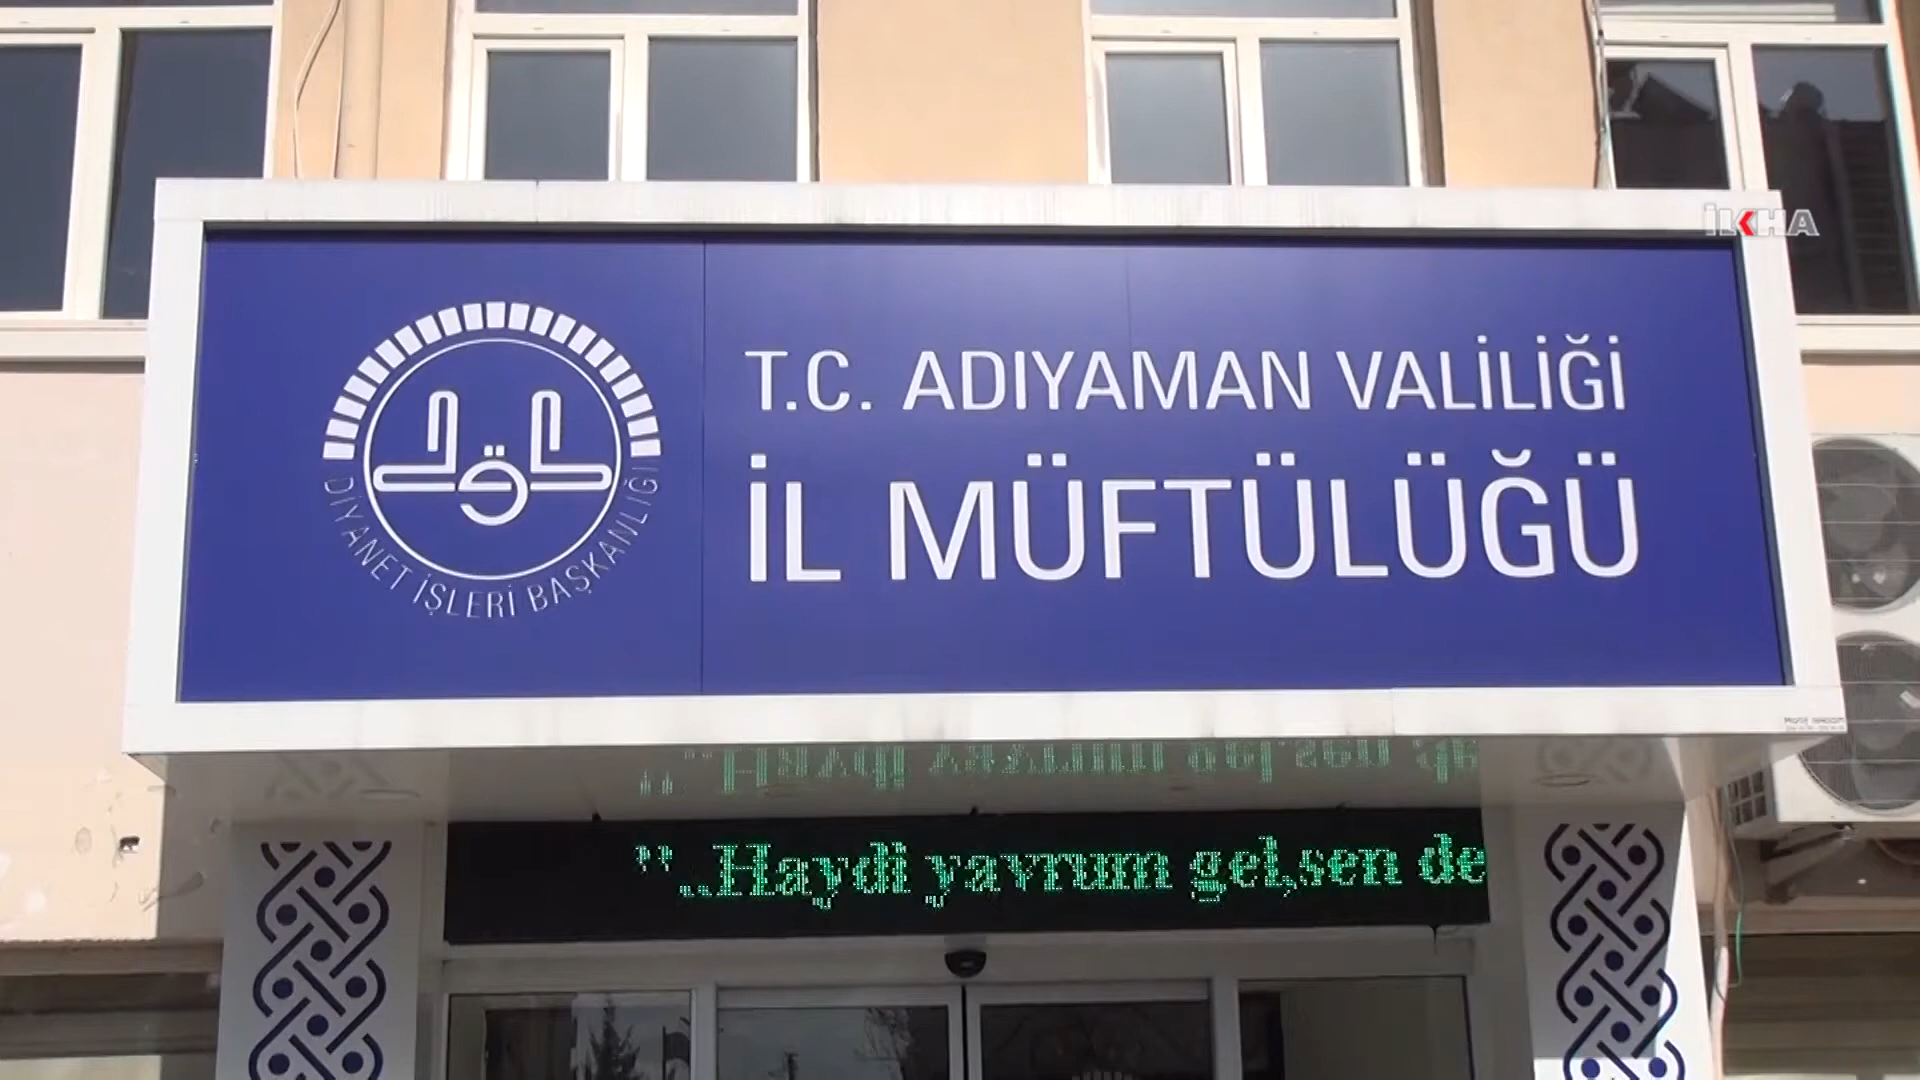 İLKHA
T.C. ADIYAMAN VALİLİĞİ
İL MÜFTÜLÜĞÜ
DİYANET İŞLERİ BAŞKANLIĞI
"..Haydi yavrum gel,sen de